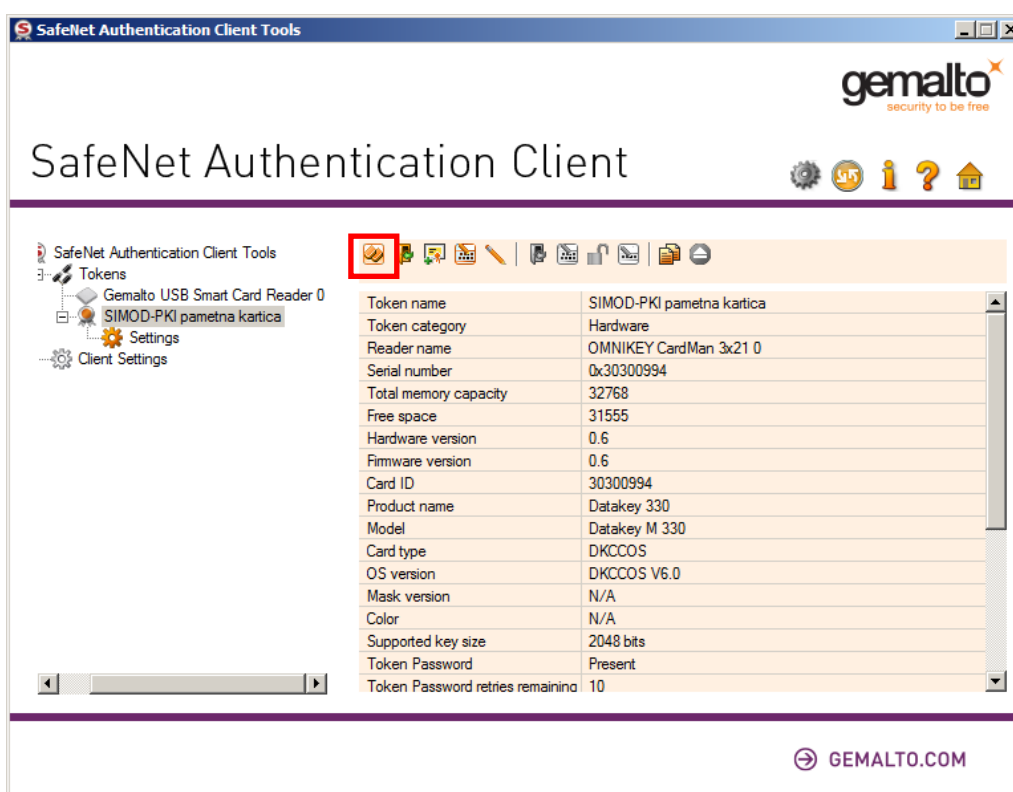 SafeNet Authentication Client Tools
gemalto
security to be free
SafeNet Authentication Client
SafeNet Authentication Client Tools
Tokens
Gemalto USB Smart Card Reader 0
SIMOD-PKI pametna kartica
Settings
Client Settings
Token name SIMOD-PKI pametna kartica
Token category Hardware
Reader name OMNIKEY CardMan 3x21 0
Serial number 0x30300994
Total memory capacity 32768
Free space 31555
Hardware version 0.6
Firmware version 0.6
Card ID 30300994
Product name Datakey 330
Model Datakey M 330
Card type DKCCOS
OS version DKCCOS V6.0
Mask version N/A
Color N/A
Supported key size 2048 bits
Token Password Present
Token Password retries remaining 10
GEMALTO.COM